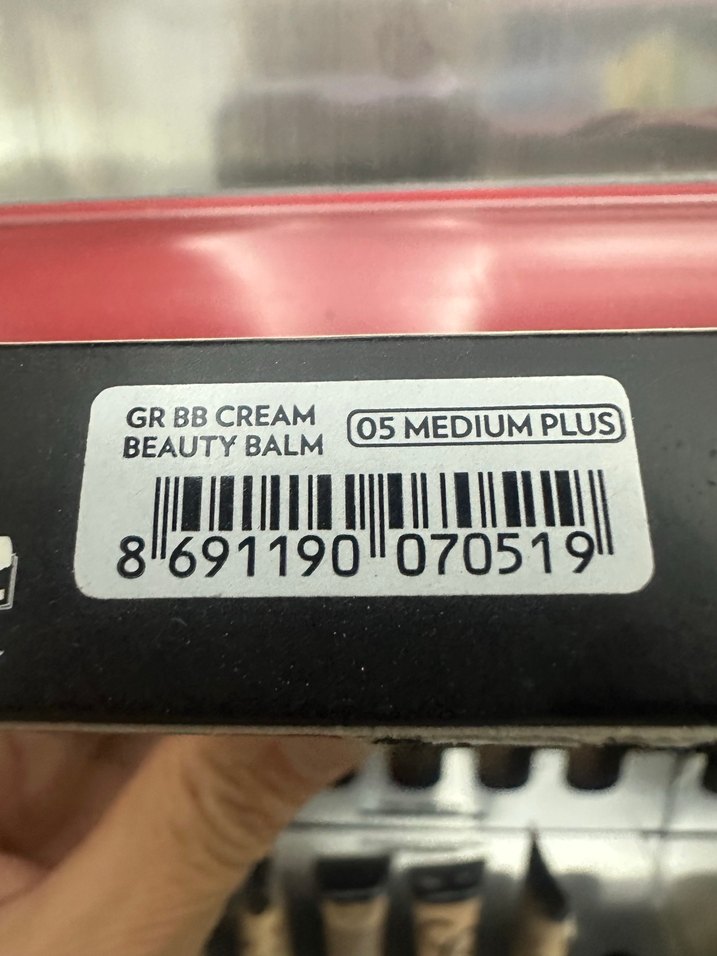 GR BB CREAM
BEAUTY BALM
05 MEDIUM PLUS
8 691190 070519